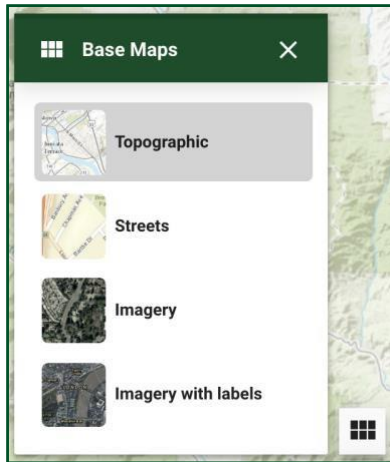 Base Maps
Topographic
Streets
Imagery
Imagery with labels